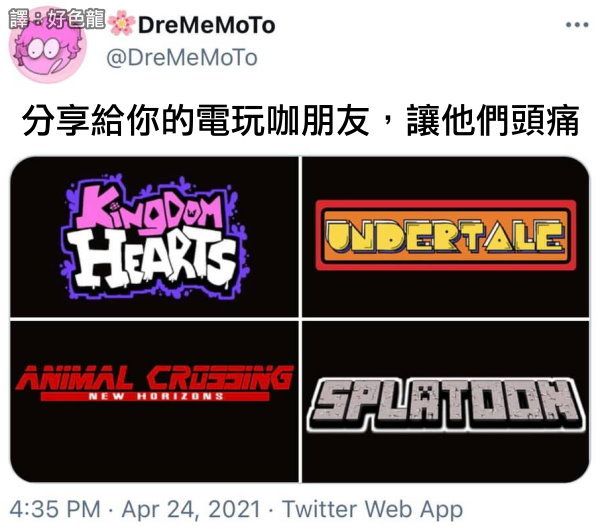 譯：好色龍
🌸DreMeMoTo
@DreMeMoTo
分享給你的電玩咖朋友，讓他們頭痛
KINGDOM
HEARTS
UNDERTALE
ANIMAL CROSSING
NEW HORIZONS
SPLATOON
4:35 PM · Apr 24, 2021 · Twitter Web App